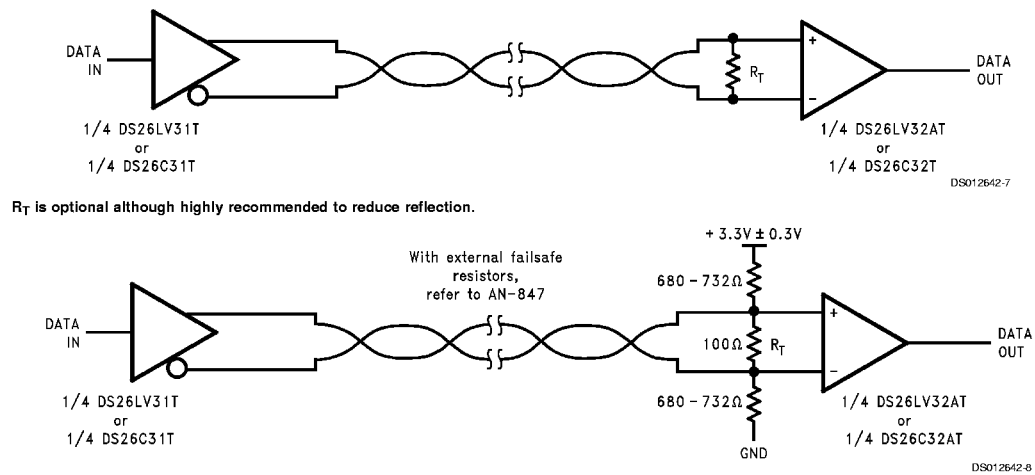 DATA
IN
+
R_T
−
DATA
OUT
1/4 DS26LV31T
or
1/4 DS26C31T
1/4 DS26LV32AT
or
1/4 DS26C32T
DS012642-7
R_T is optional although highly recommended to reduce reflection.
+ 3.3V ± 0.3V
With external failsafe
resistors,
refer to AN-847
680 – 732Ω
DATA
IN
+
100Ω
R_T
−
DATA
OUT
680 – 732Ω
1/4 DS26LV31T
or
1/4 DS26C31T
1/4 DS26LV32AT
or
1/4 DS26C32AT
GND
DS012642-8